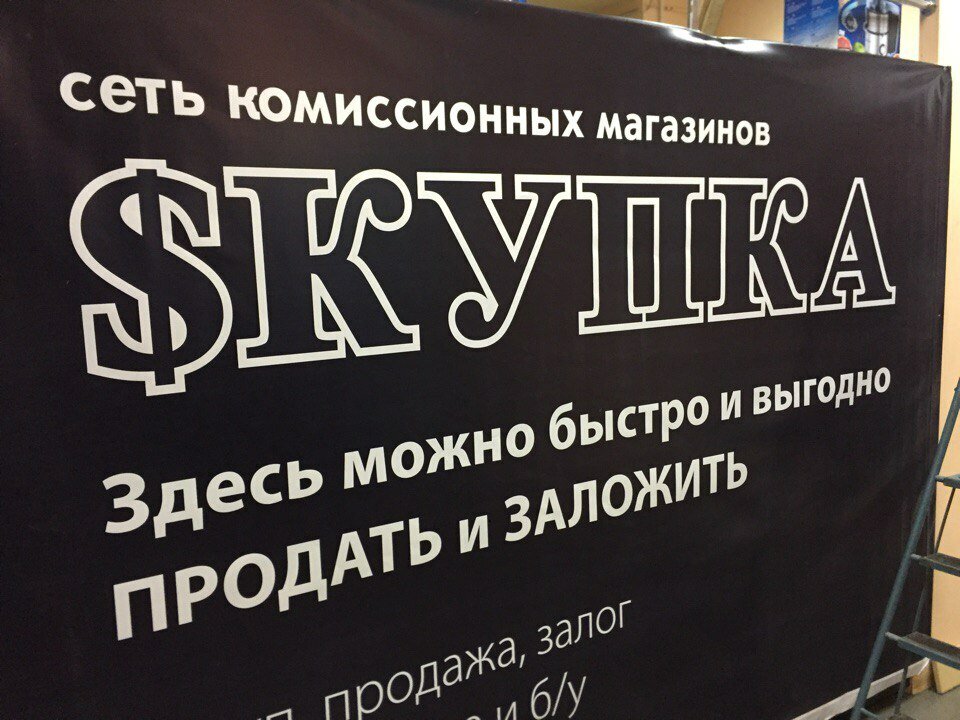 сеть комиссионных магазинов
$КУПКА
Здесь можно быстро и выгодно
ПРОДАТЬ и ЗАЛОЖИТЬ
продажа, залог
и б/у